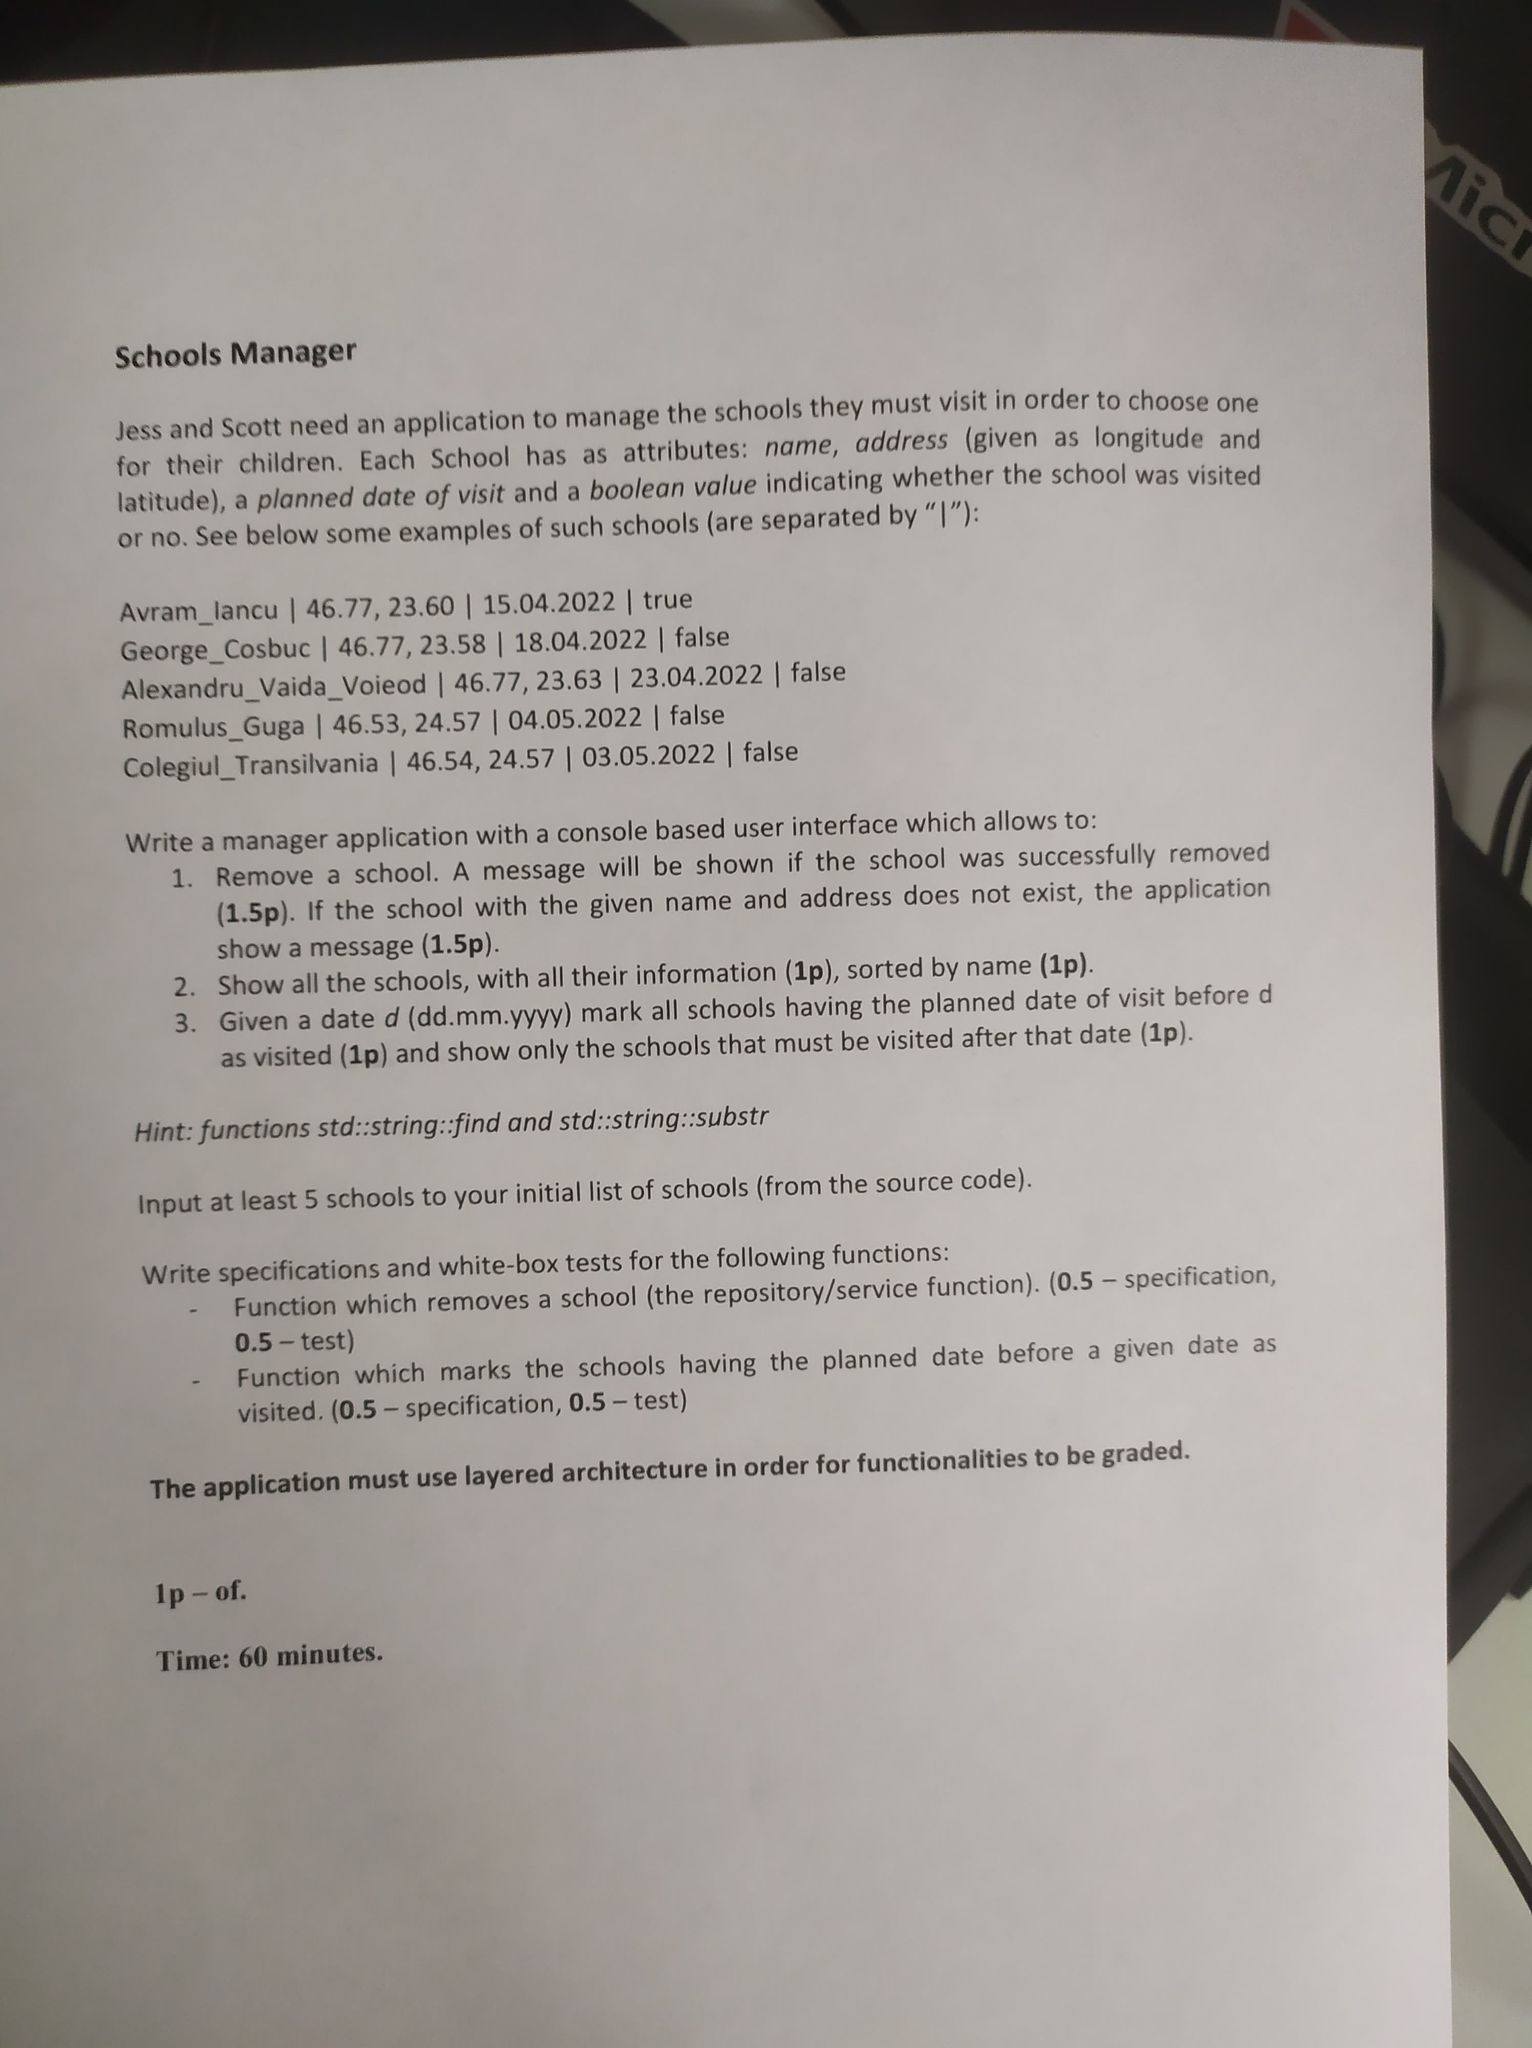 Schools Manager
Jess and Scott need an application to manage the schools they must visit in order to choose one
for their children. Each School has as attributes: name, address (given as longitude and
latitude), a planned date of visit and a boolean value indicating whether the school was visited
or no. See below some examples of such schools (are separated by “|”):
Avram_Iancu | 46.77, 23.60 | 15.04.2022 | true
George_Cosbuc | 46.77, 23.58 | 18.04.2022 | false
Alexandru_Vaida_Voieod | 46.77, 23.63 | 23.04.2022 | false
Romulus_Guga | 46.53, 24.57 | 04.05.2022 | false
Colegiul_Transilvania | 46.54, 24.57 | 03.05.2022 | false
Write a manager application with a console based user interface which allows to:
1. Remove a school. A message will be shown if the school was successfully removed
(1.5p). If the school with the given name and address does not exist, the application
show a message (1.5p).
2. Show all the schools, with all their information (1p), sorted by name (1p).
3. Given a date d (dd.mm.yyyy) mark all schools having the planned date of visit before d
as visited (1p) and show only the schools that must be visited after that date (1p).
Hint: functions std::string::find and std::string::substr
Input at least 5 schools to your initial list of schools (from the source code).
Write specifications and white-box tests for the following functions:
- Function which removes a school (the repository/service function). (0.5 – specification,
0.5 – test)
- Function which marks the schools having the planned date before a given date as
visited. (0.5 – specification, 0.5 – test)
The application must use layered architecture in order for functionalities to be graded.
1p – of.
Time: 60 minutes.